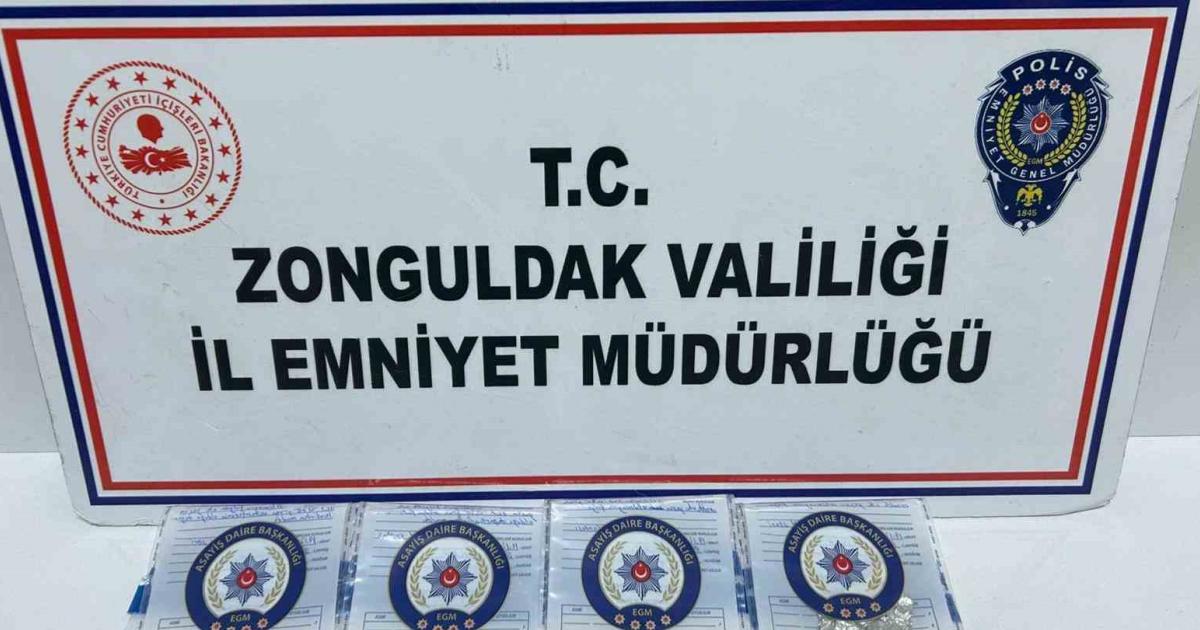 TÜRKİYE CUMHURİYETİ İÇİŞLERİ BAKANLIĞI
POLİS
EMNİYET GENEL MÜDÜRLÜĞÜ
EGM
1845
T.C.
ZONGULDAK VALİLİĞİ
İL EMNİYET MÜDÜRLÜĞÜ
ASAYİŞ DAİRE BAŞKANLIĞI
EGM
ASAYİŞ DAİRE BAŞKANLIĞI
EGM
ASAYİŞ DAİRE BAŞKANLIĞI
EGM
ASAYİŞ DAİRE BAŞKANLIĞI
EGM